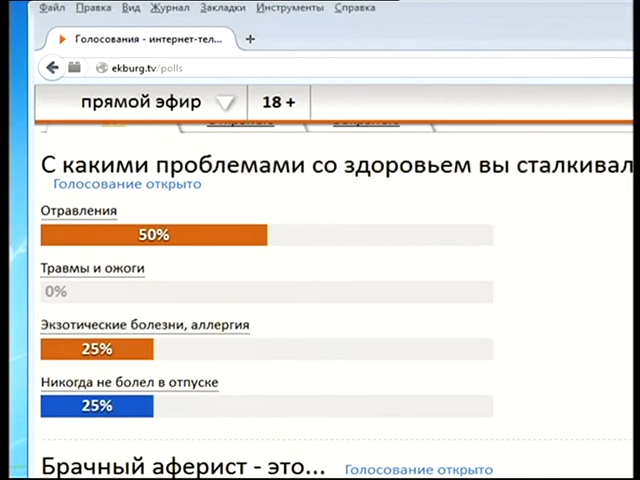 Файл Правка Вид Журнал Закладки Инструменты Справка
Голосования - интернет-тел... +
ekburg.tv/polls
прямой эфир 18 +
С какими проблемами со здоровьем вы сталкивал
Голосование открыто
Отравления
50%
Травмы и ожоги
0%
Экзотические болезни, аллергия
25%
Никогда не болел в отпуске
25%
Брачный аферист - это... Голосование открыто